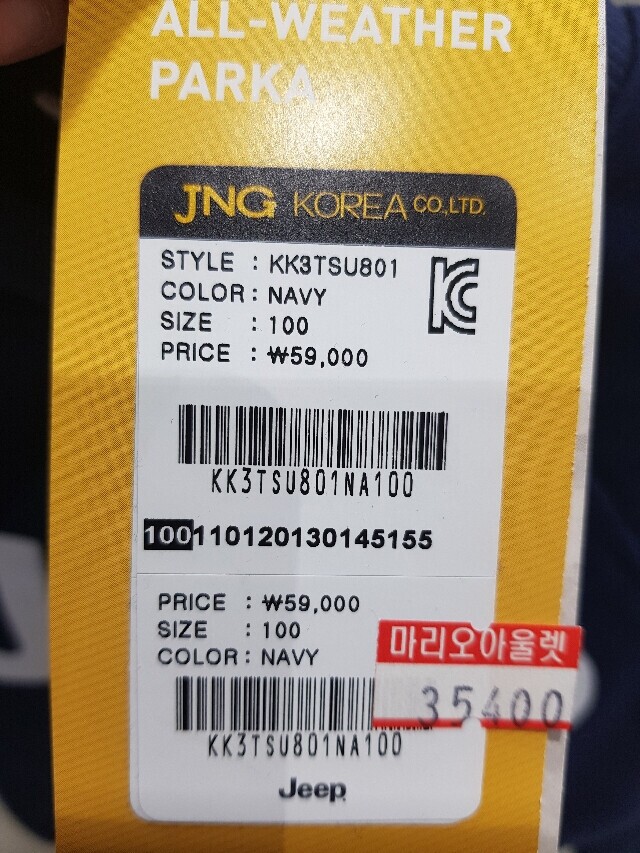 ALL-WEATHER
PARKA
JNG KOREA CO.,LTD.
STYLE : KK3TSU801
COLOR : NAVY
SIZE : 100
PRICE : ₩59,000
KK3TSU801NA100
100110120130145155
PRICE : ₩59,000
SIZE : 100
COLOR : NAVY
마리오아울렛
35400
KK3TSU801NA100
Jeep